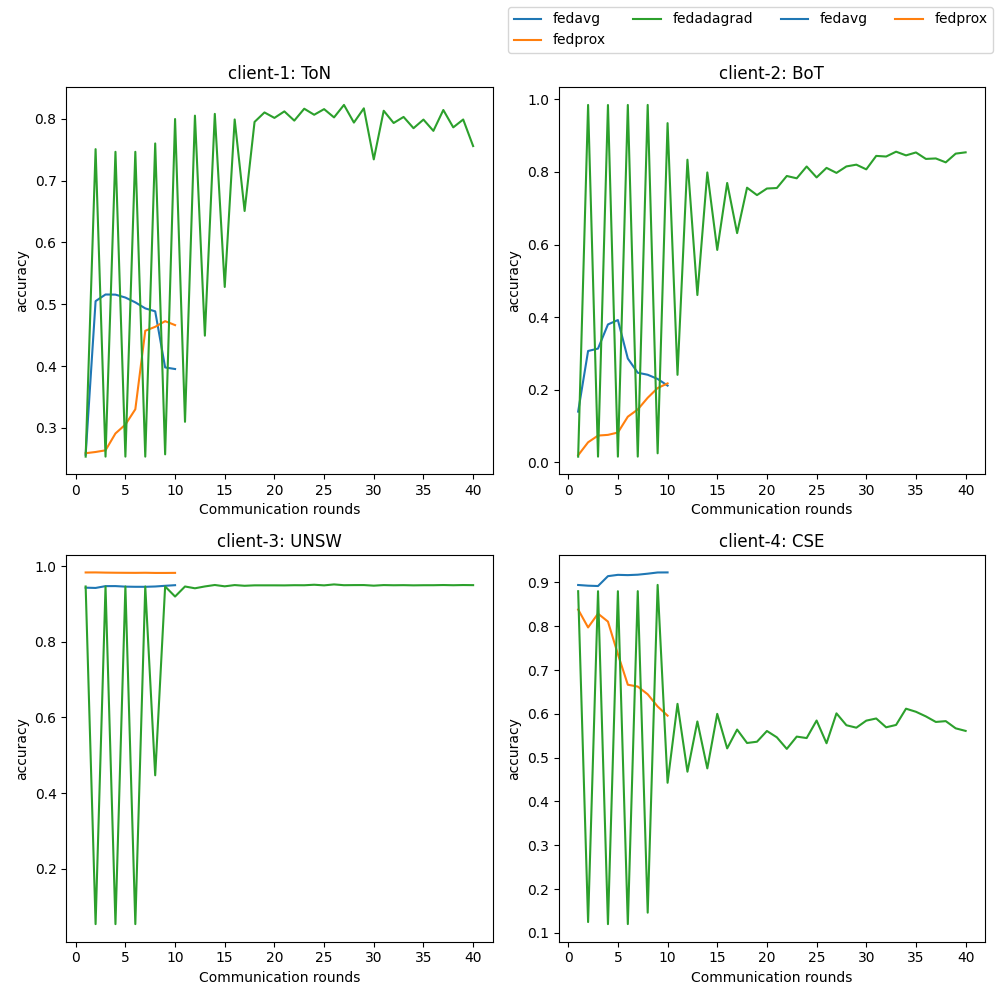 fedavg fedadagrad fedavg fedprox
fedprox
client-1: ToN
accuracy
0.8
0.7
0.6
0.5
0.4
0.3
0 5 10 15 20 25 30 35 40
Communication rounds
client-2: BoT
accuracy
1.0
0.8
0.6
0.4
0.2
0.0
0 5 10 15 20 25 30 35 40
Communication rounds
client-3: UNSW
accuracy
1.0
0.8
0.6
0.4
0.2
0 5 10 15 20 25 30 35 40
Communication rounds
client-4: CSE
accuracy
0.9
0.8
0.7
0.6
0.5
0.4
0.3
0.2
0.1
0 5 10 15 20 25 30 35 40
Communication rounds